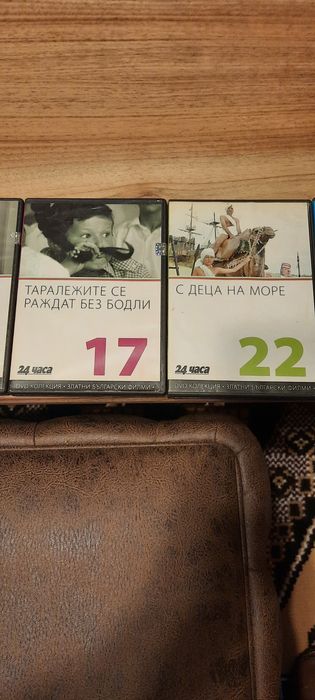 ТАРАЛЕЖИТЕ СЕ
РАЖДАТ БЕЗ БОДЛИ
17
24 часа
DVD КОЛЕКЦИЯ • ЗЛАТНИ БЪЛГАРСКИ ФИЛМИ
С ДЕЦА НА МОРЕ
22
24 часа
DVD КОЛЕКЦИЯ • ЗЛАТНИ БЪЛГАРСКИ ФИЛМИ